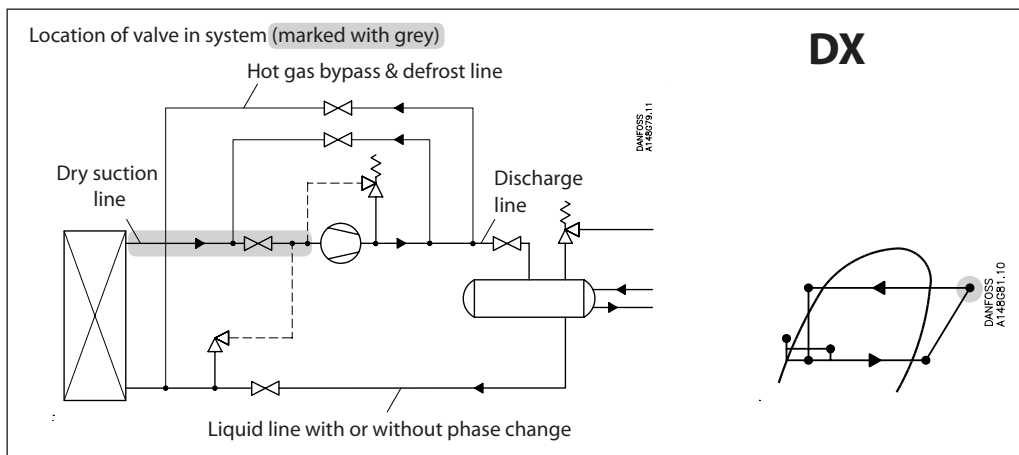 Location of valve in system (marked with grey)
DX
Hot gas bypass & defrost line
DANFOSS
A148G79.11
Dry suction
line
Discharge
line
DANFOSS
A148G81.10
Liquid line with or without phase change